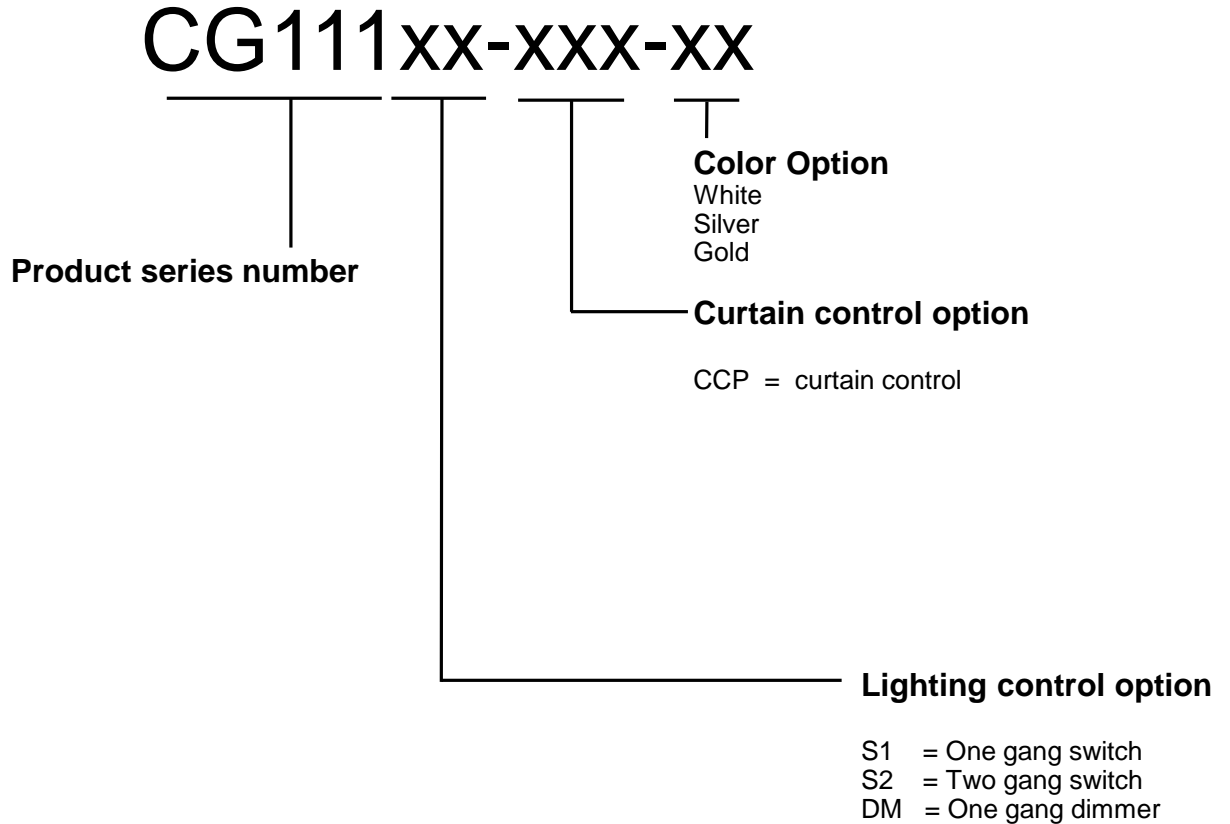 CG111xx-xxx-xx
Color Option
White
Silver
Gold
Product series number
Curtain control option
CCP = curtain control
Lighting control option
S1 = One gang switch
S2 = Two gang switch
DM = One gang dimmer